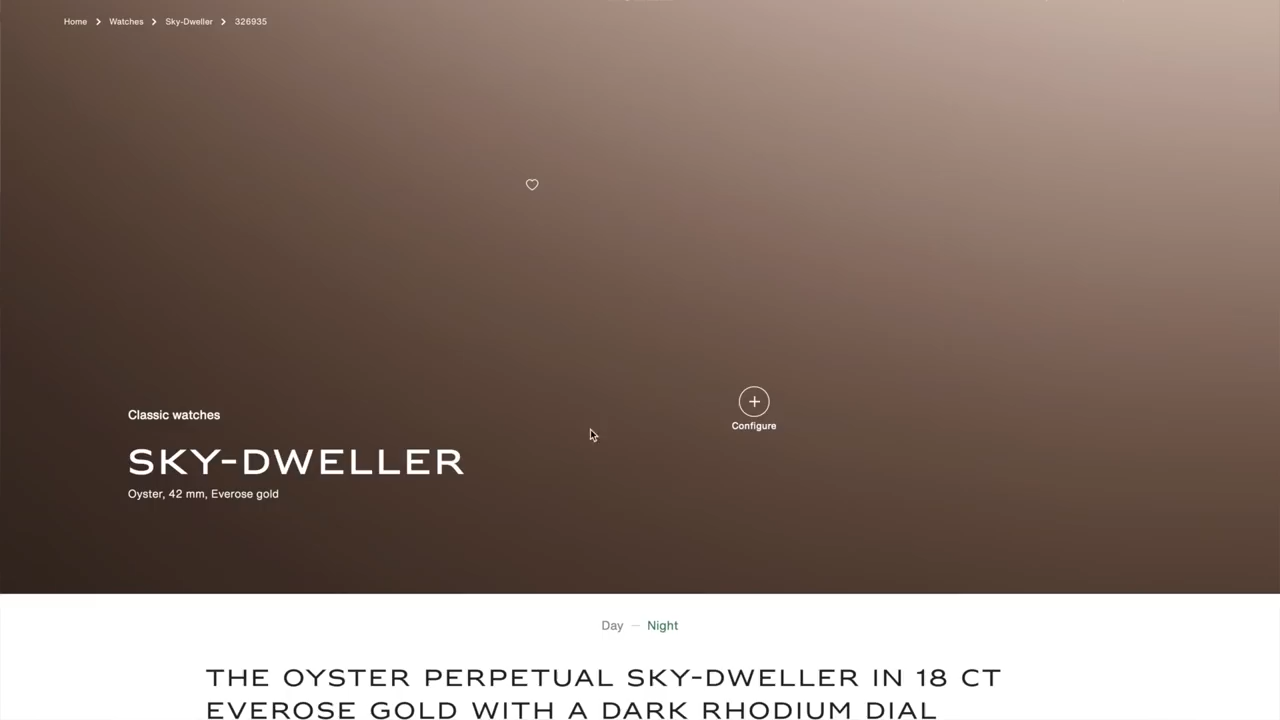 Home > Watches > Sky-Dweller > 326935
Classic watches
SKY-DWELLER
Oyster, 42 mm, Everose gold
Configure
Day — Night
THE OYSTER PERPETUAL SKY-DWELLER IN 18 CT
EVEROSE GOLD WITH A DARK RHODIUM DIAL